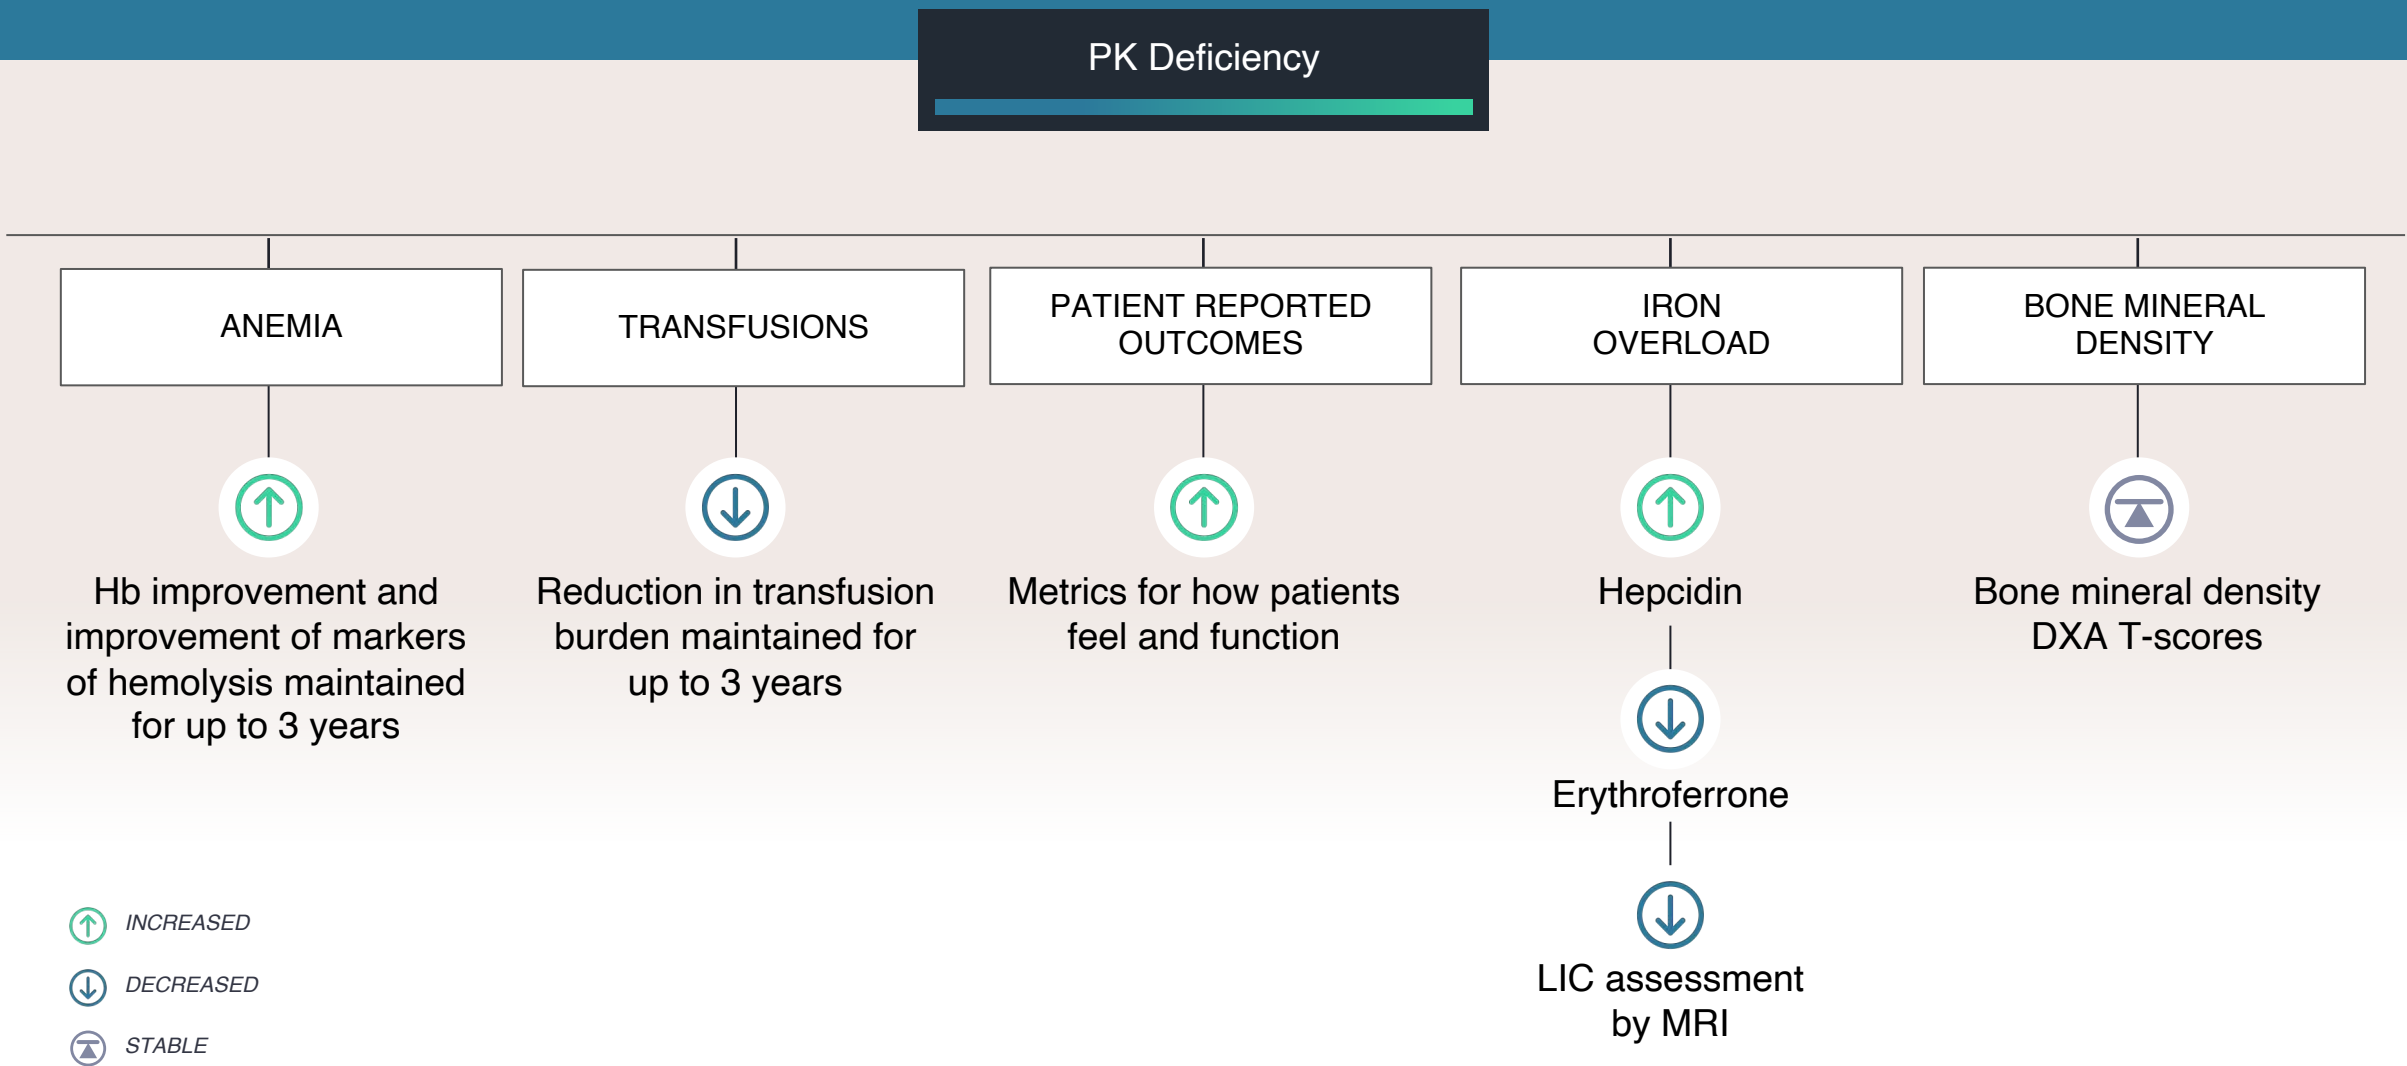 PK Deficiency
ANEMIA
Hb improvement and
improvement of markers
of hemolysis maintained
for up to 3 years
TRANSFUSIONS
Reduction in transfusion
burden maintained for
up to 3 years
PATIENT REPORTED
OUTCOMES
Metrics for how patients
feel and function
IRON
OVERLOAD
Hepcidin
Erythroferrone
LIC assessment
by MRI
BONE MINERAL
DENSITY
Bone mineral density
DXA T-scores
INCREASED
DECREASED
STABLE